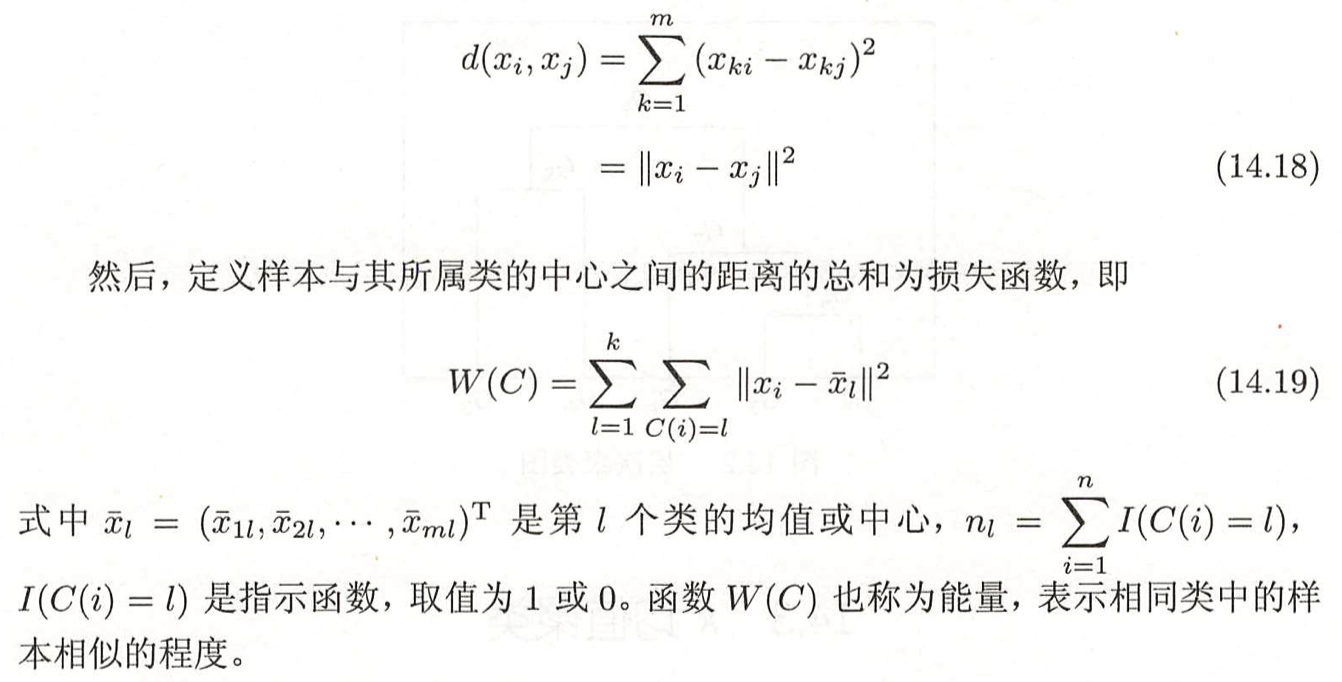 d(x_i, x_j) = \sum_{k=1}^{m} (x_{ki} - x_{kj})^2
= \|x_i - x_j\|^2 (14.18)
然后，定义样本与其所属类的中心之间的距离的总和为损失函数，即
W(C) = \sum_{l=1}^{k} \sum_{C(i)=l} \|x_i - \bar{x}_l\|^2 (14.19)
式中 \bar{x}_l = (\bar{x}_{1l}, \bar{x}_{2l}, \cdots, \bar{x}_{ml})^T 是第 l 个类的均值或中心，n_l = \sum_{i=1}^{n} I(C(i) = l)，
I(C(i) = l) 是指示函数，取值为 1 或 0。函数 W(C) 也称为能量，表示相同类中的样
本相似的程度。